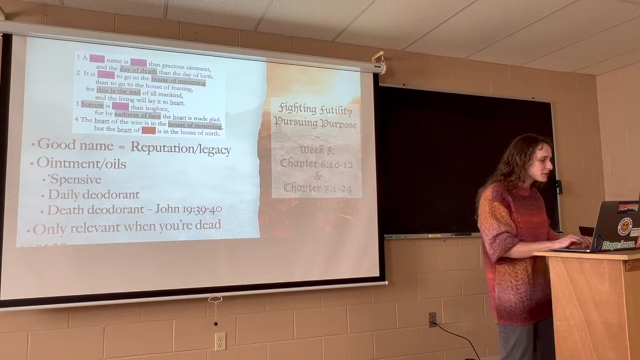 1 A name is than precious ointment,
and the day of death than the day of birth.
2 It is to go to the house of mourning
than to go to the house of feasting,
for this is the end of all mankind,
and the living will lay it to heart.
3 Sorrow is than laughter,
for by sadness of face the heart is made glad.
4 The heart of the wise is in the house of mourning,
but the heart of is in the house of mirth.
• Good name = Reputation/legacy
• Ointment/oils
• 'Spensive
• Daily deodorant
• Death deodorant – John 19:39-40
• Only relevant when you're dead
Fighting Futility
Pursuing Purpose
~
Week 8:
Chapter 6:10-12
&
Chapter 7:1-24